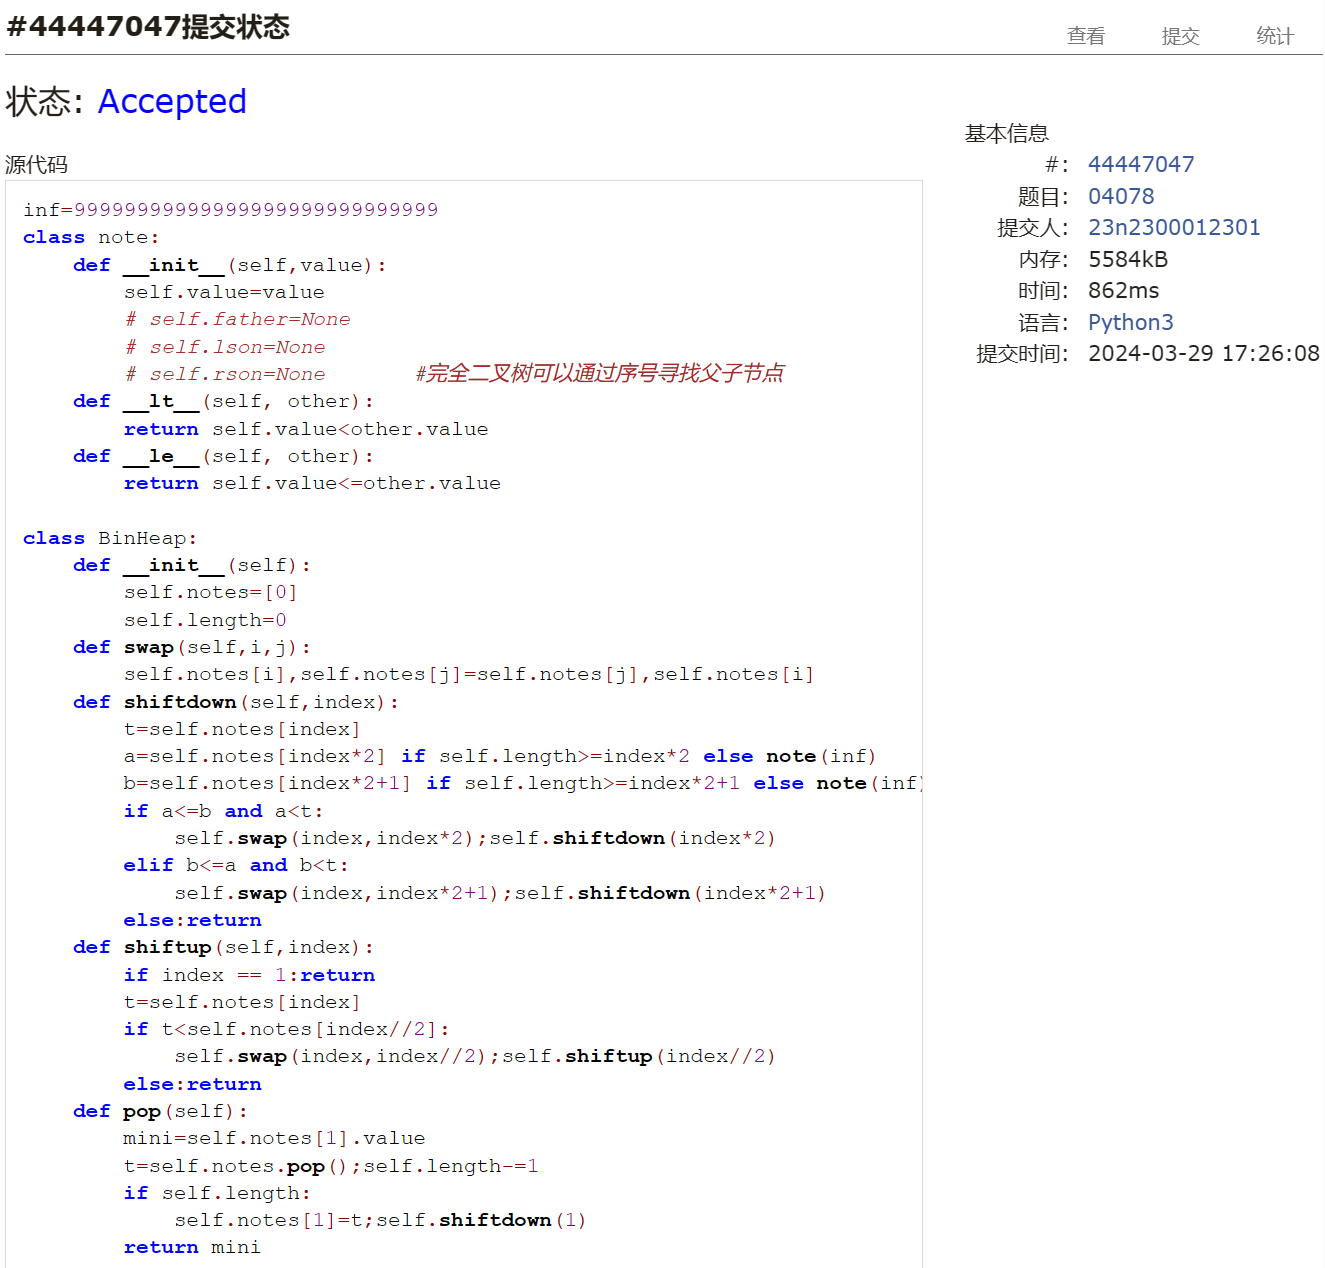 #44447047提交状态
查看 提交 统计
状态: Accepted
基本信息
#: 44447047
题目: 04078
提交人: 23n2300012301
内存: 5584kB
时间: 862ms
语言: Python3
提交时间: 2024-03-29 17:26:08
源代码
inf=99999999999999999999999999999
class note:
    def __init__(self,value):
        self.value=value
        # self.father=None
        # self.lson=None
        # self.rson=None       #完全二叉树可以通过序号寻找父子节点
    def __lt__(self, other):
        return self.value<other.value
    def __le__(self, other):
        return self.value<=other.value
class BinHeap:
    def __init__(self):
        self.notes=[0]
        self.length=0
    def swap(self,i,j):
        self.notes[i],self.notes[j]=self.notes[j],self.notes[i]
    def shiftdown(self,index):
        t=self.notes[index]
        a=self.notes[index*2] if self.length>=index*2 else note(inf)
        b=self.notes[index*2+1] if self.length>=index*2+1 else note(inf)
        if a<=b and a<t:
            self.swap(index,index*2);self.shiftdown(index*2)
        elif b<=a and b<t:
            self.swap(index,index*2+1);self.shiftdown(index*2+1)
        else:return
    def shiftup(self,index):
        if index == 1:return
        t=self.notes[index]
        if t<self.notes[index//2]:
            self.swap(index,index//2);self.shiftup(index//2)
        else:return
    def pop(self):
        mini=self.notes[1].value
        t=self.notes.pop();self.length-=1
        if self.length:
            self.notes[1]=t;self.shiftdown(1)
        return mini